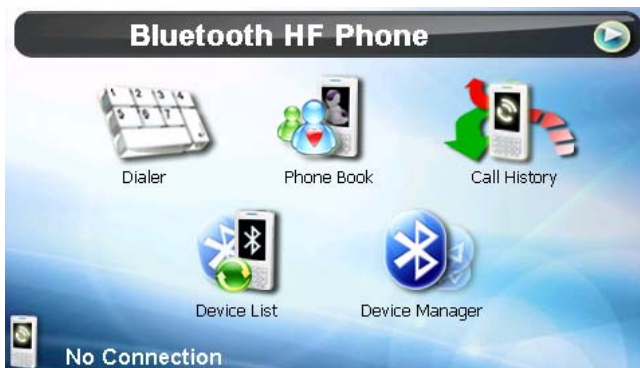 Bluetooth HF Phone
Dialer
Phone Book
Call History
Device List
Device Manager
No Connection